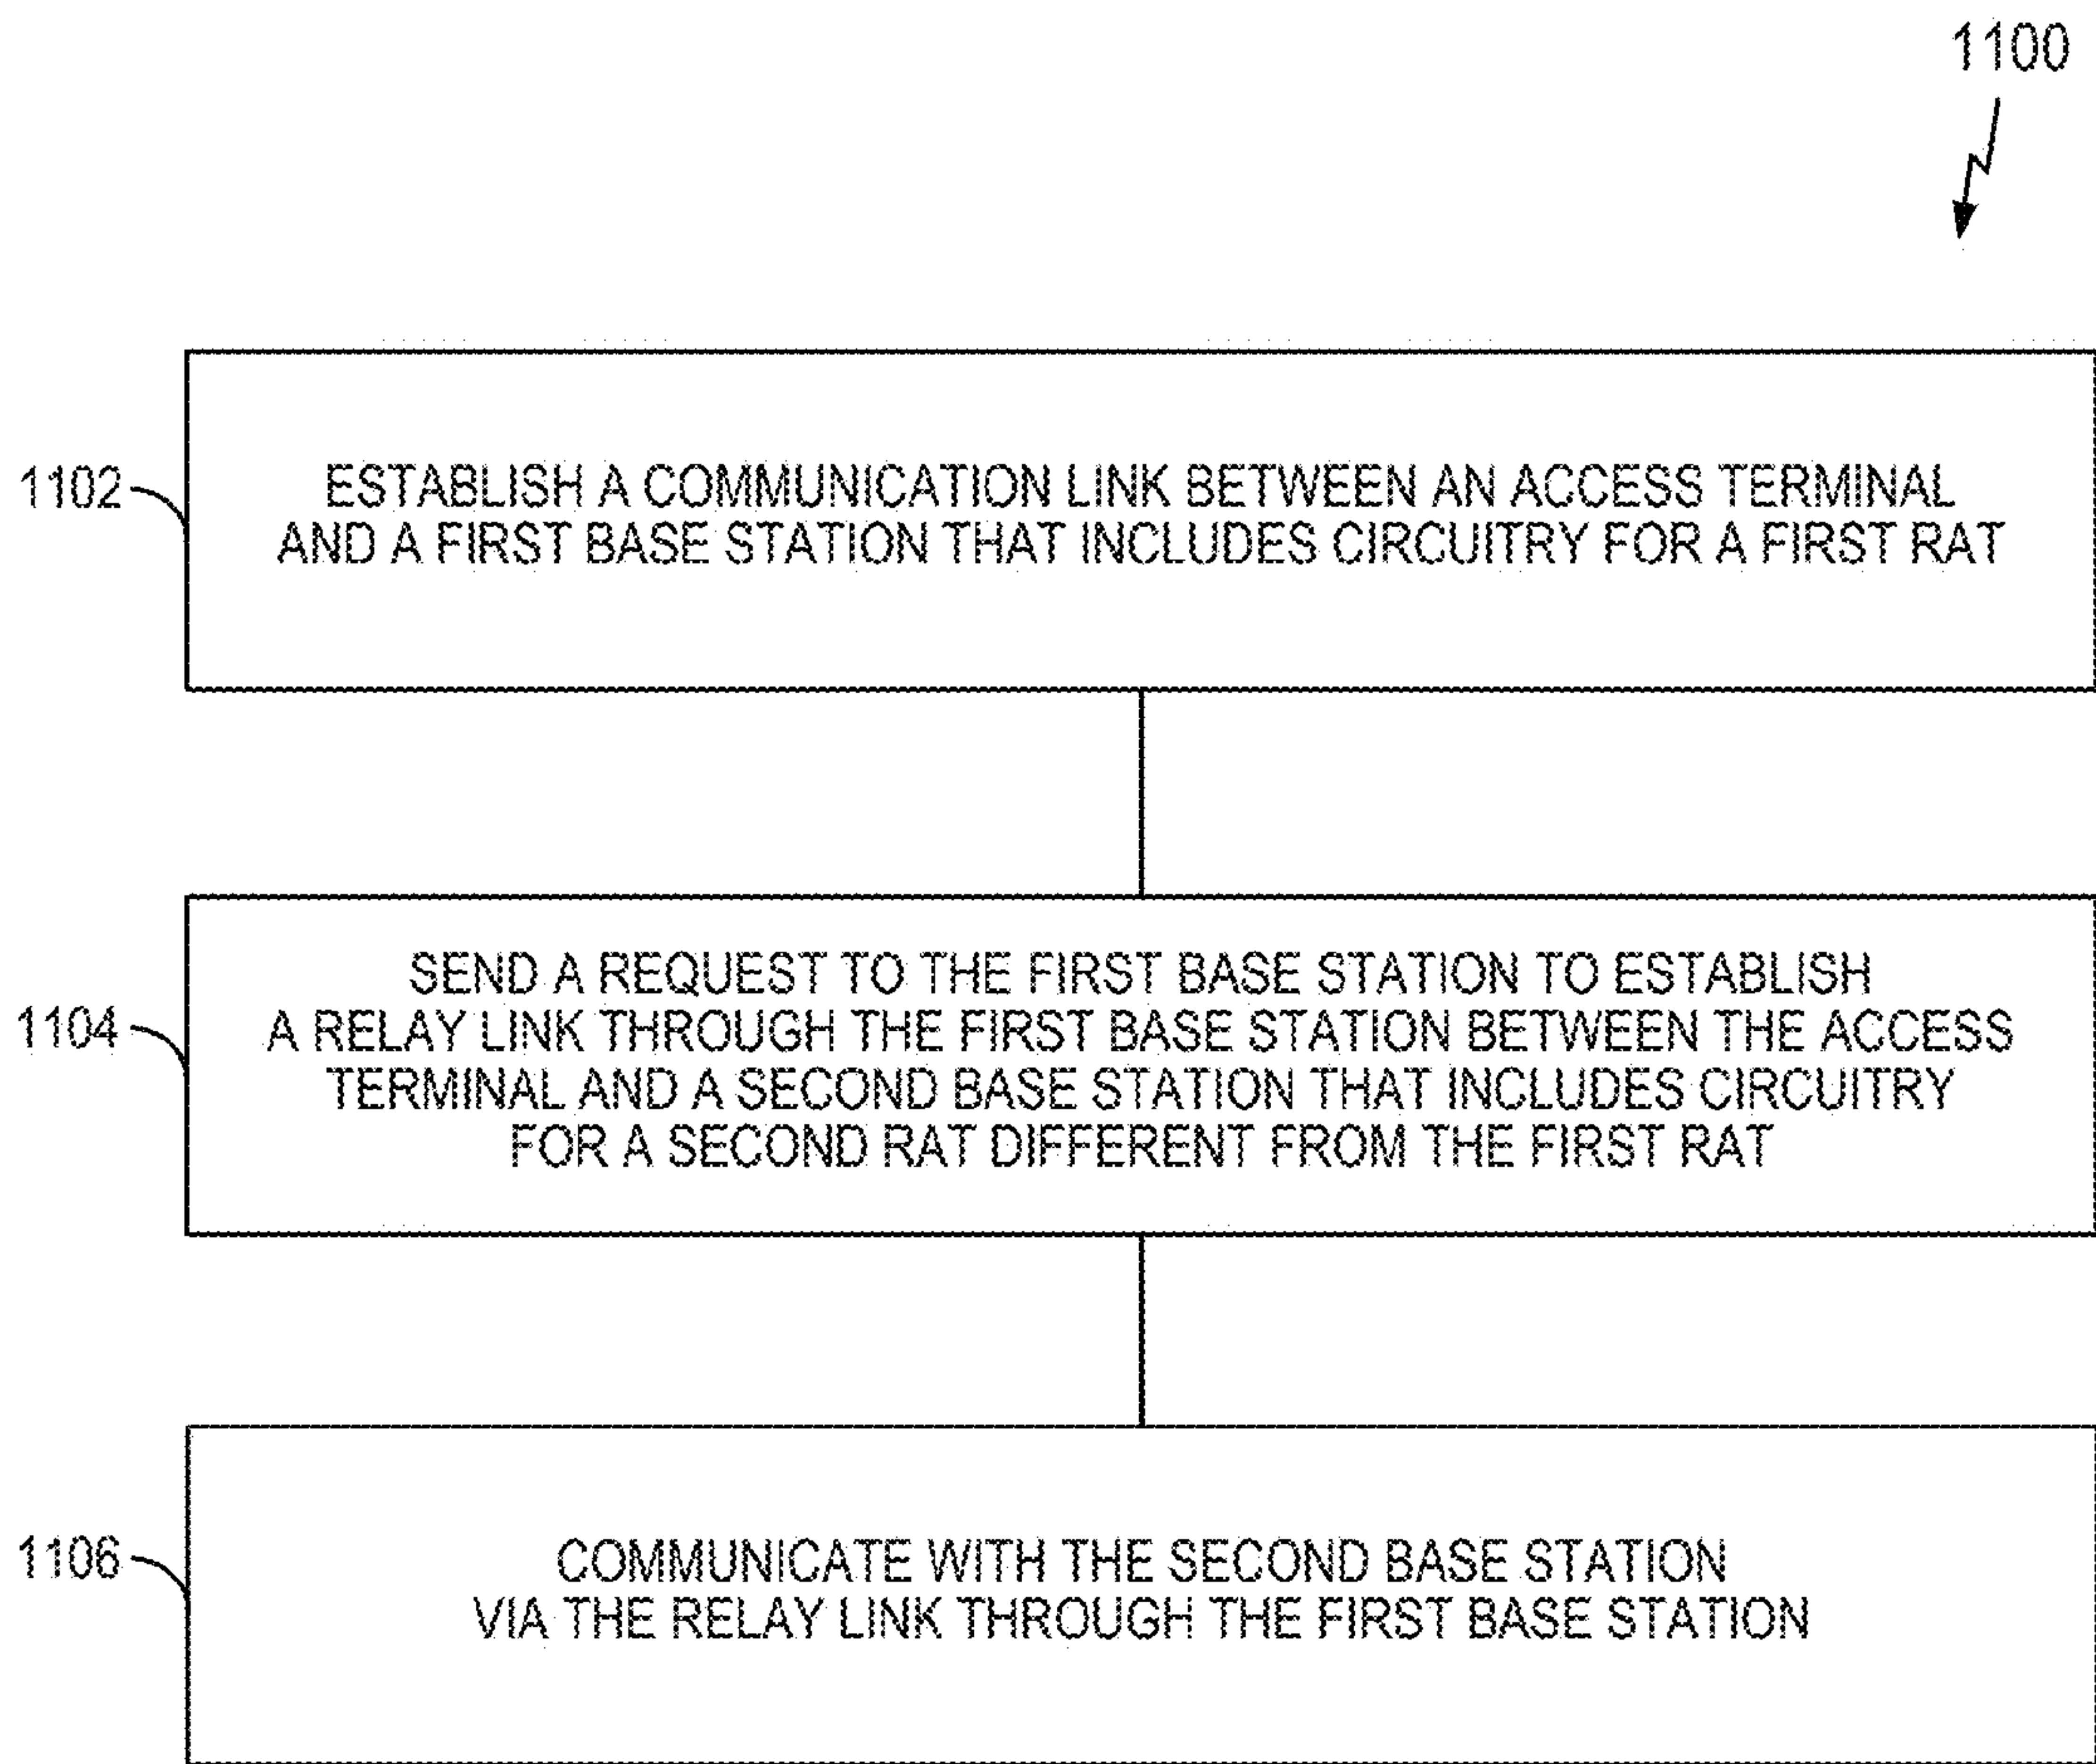 1100
1102
ESTABLISH A COMMUNICATION LINK BETWEEN AN ACCESS TERMINAL
AND A FIRST BASE STATION THAT INCLUDES CIRCUITRY FOR A FIRST RAT
1104
SEND A REQUEST TO THE FIRST BASE STATION TO ESTABLISH
A RELAY LINK THROUGH THE FIRST BASE STATION BETWEEN THE ACCESS
TERMINAL AND A SECOND BASE STATION THAT INCLUDES CIRCUITRY
FOR A SECOND RAT DIFFERENT FROM THE FIRST RAT
1106
COMMUNICATE WITH THE SECOND BASE STATION
VIA THE RELAY LINK THROUGH THE FIRST BASE STATION